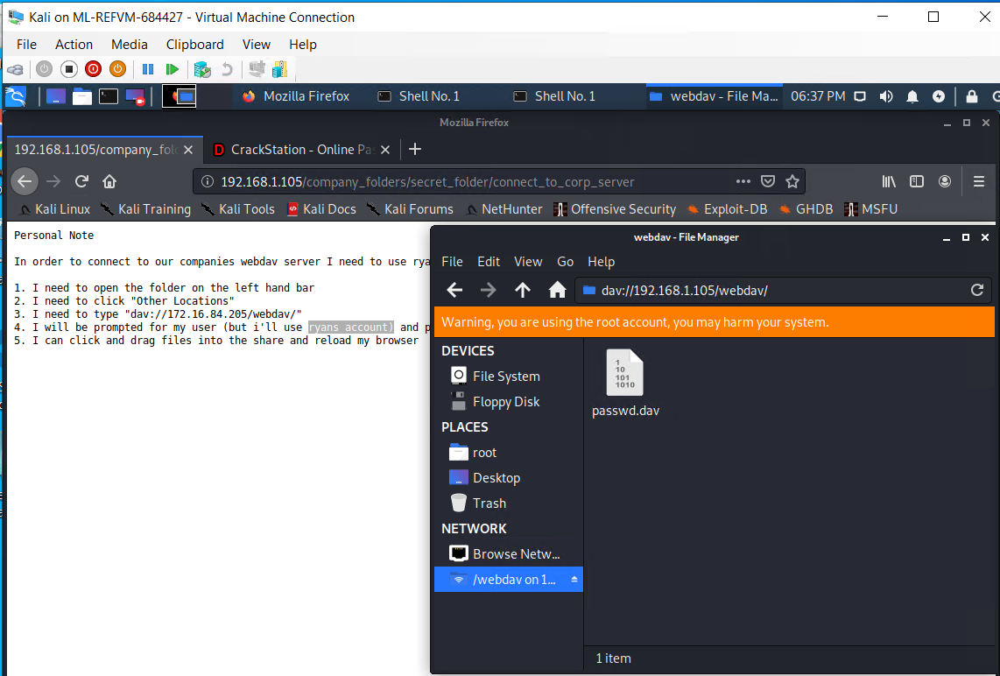 Kali on ML-REFVM-684427 - Virtual Machine Connection
File Action Media Clipboard View Help
Mozilla Firefox Shell No. 1 Shell No. 1 webdav - File Ma... 06:37 PM
Mozilla Firefox
192.168.1.105/company_fol CrackStation - Online Pa
192.168.1.105/company_folders/secret_folder/connect_to_corp_server
Kali Linux Kali Training Kali Tools Kali Docs Kali Forums NetHunter Offensive Security Exploit-DB GHDB MSFU
Personal Note
In order to connect to our companies webdav server I need to use rya
1. I need to open the folder on the left hand bar
2. I need to click "Other Locations"
3. I need to type "dav://172.16.84.205/webdav/"
4. I will be prompted for my user (but i'll use ryans account) and p
5. I can click and drag files into the share and reload my browser
webdav - File Manager
File Edit View Go Help
dav://192.168.1.105/webdav/
Warning, you are using the root account, you may harm your system.
DEVICES
File System
Floppy Disk
PLACES
root
Desktop
Trash
NETWORK
Browse Netw...
/webdav on 1...
1
10
101
1010
passwd.dav
1 item